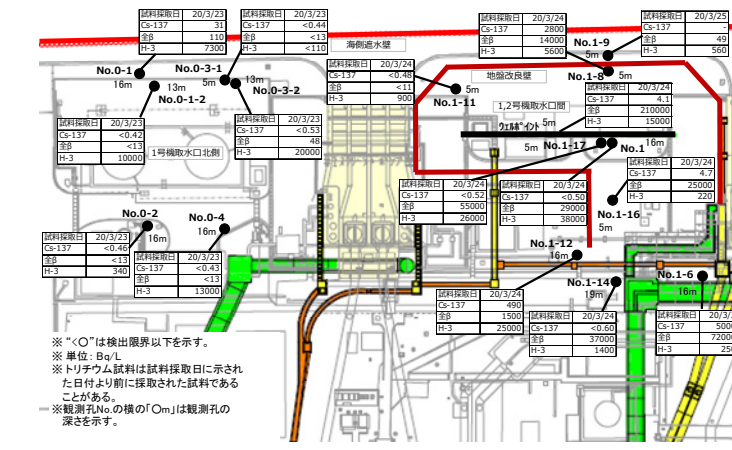 試料採取日 20/3/23
Cs-137 31
全β 110
H-3 7300
試料採取日 20/3/23
Cs-137 <0.44
全β <13
H-3 <110
海側遮水壁
試料採取日 20/3/24
Cs-137 2800
全β 14000
H-3 5600
試料採取日 20/3/25
Cs-137 -
全β 49
H-3 560
No.1-9
5m
No.0-1
16m
No.0-3-1
5m
13m
No.0-3-2
13m
No.0-1-2
試料採取日 20/3/24
Cs-137 <0.48
全β <11
H-3 900
5m
No.1-11
地盤改良壁
No.1-8
5m
試料採取日 20/3/24
Cs-137 4.1
全β 210000
H-3 15000
1,2号機取水口間
ウェルポイント 5m
試料採取日 20/3/23
Cs-137 <0.42
全β <13
H-3 10000
1号機取水口北側
試料採取日 20/3/23
Cs-137 <0.53
全β 48
H-3 20000
5m
No.1-17
No.1
16m
試料採取日 20/3/24
Cs-137 4.7
全β 25000
H-3 220
試料採取日 20/3/24
Cs-137 <0.52
全β 55000
H-3 26000
試料採取日 20/3/24
Cs-137 <0.50
全β 29000
H-3 38000
No.1-16
5m
No.0-2
16m
No.0-4
16m
試料採取日 20/3/23
Cs-137 <0.46
全β <13
H-3 340
試料採取日 20/3/23
Cs-137 <0.43
全β <13
H-3 13000
No.1-12
16m
No.1-14
19m
No.1-6
16m
試料採取日 20/3/24
Cs-137 490
全β 1500
H-3 25000
試料採取日 20/3/24
Cs-137 <0.60
全β 37000
H-3 1400
試料採取日 20/3/
Cs-137 500
全β 7200
H-3 25
※ “<〇”は検出限界以下を示す。
※ 単位: Bq/L
※ トリチウム試料は試料採取日に示され
た日付より前に採取された試料である
ことがある。
※観測孔No.の横の「〇m」は観測孔の
深さを示す。